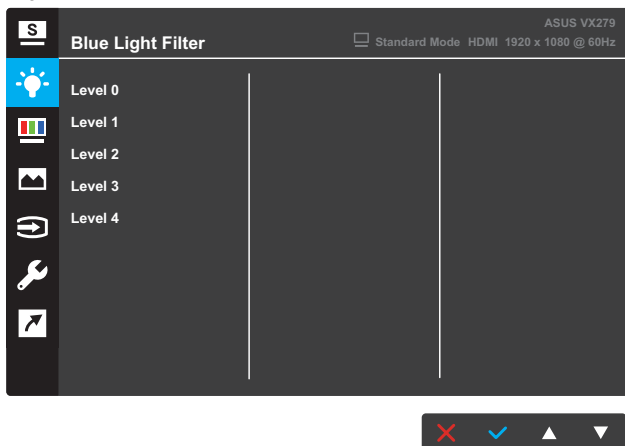 S
ASUS VX279
Blue Light Filter
Standard Mode HDMI 1920 x 1080 @ 60Hz
Level 0
Level 1
Level 2
Level 3
Level 4